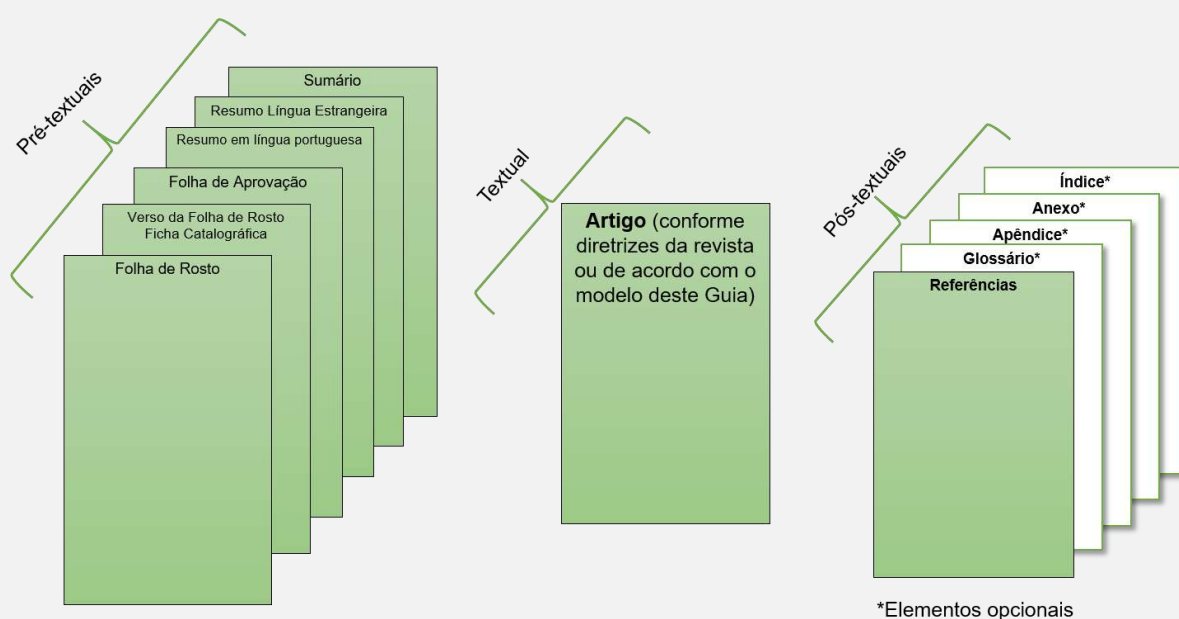 Pré-textuais
Sumário
Resumo Língua Estrangeira
Resumo em língua portuguesa
Folha de Aprovação
Verso da Folha de Rosto
Ficha Catalográfica
Folha de Rosto
Textual
Artigo (conforme
diretrizes da revista
ou de acordo com o
modelo deste Guia)
Pós-textuais
Índice*
Anexo*
Apêndice*
Glossário*
Referências
*Elementos opcionais